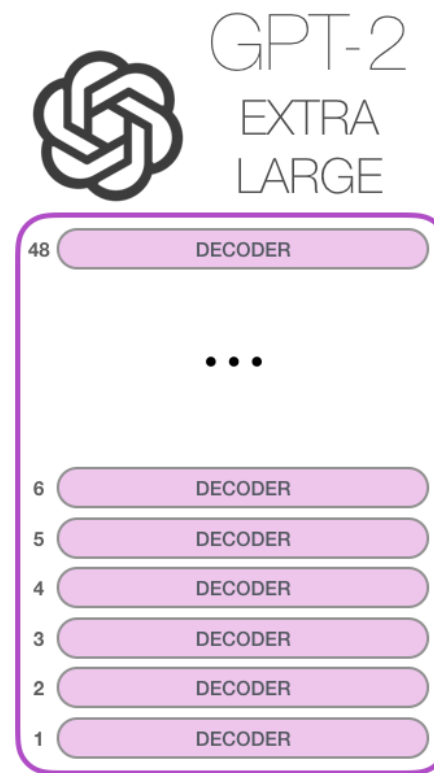 GPT-2
EXTRA
LARGE
48 DECODER
...
6 DECODER
5 DECODER
4 DECODER
3 DECODER
2 DECODER
1 DECODER